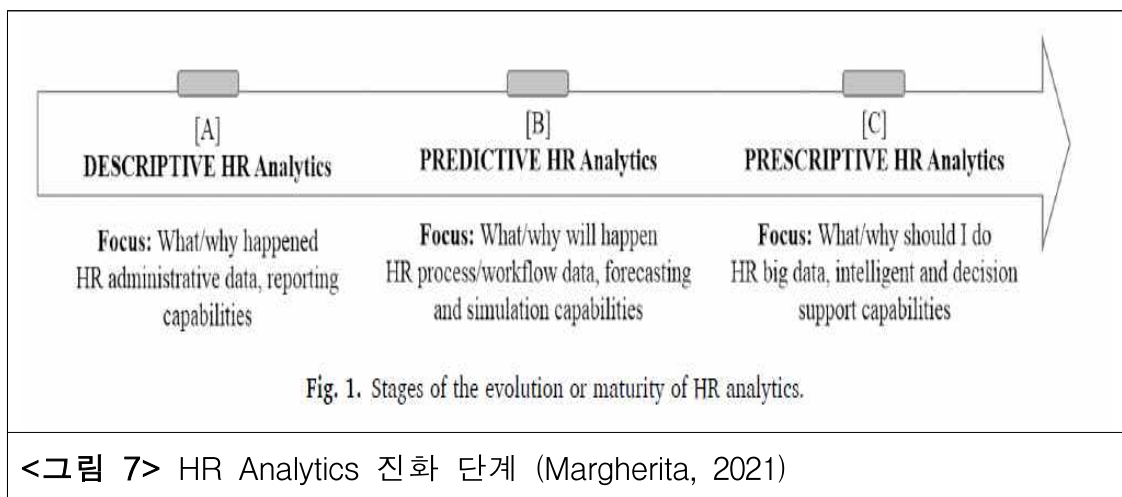 [A]
DESCRIPTIVE HR Analytics
Focus: What/why happened
HR administrative data, reporting
capabilities
[B]
PREDICTIVE HR Analytics
Focus: What/why will happen
HR process/workflow data, forecasting
and simulation capabilities
[C]
PRESCRIPTIVE HR Analytics
Focus: What/why should I do
HR big data, intelligent and decision
support capabilities
Fig. 1. Stages of the evolution or maturity of HR analytics.
<그림 7> HR Analytics 진화 단계 (Margherita, 2021)